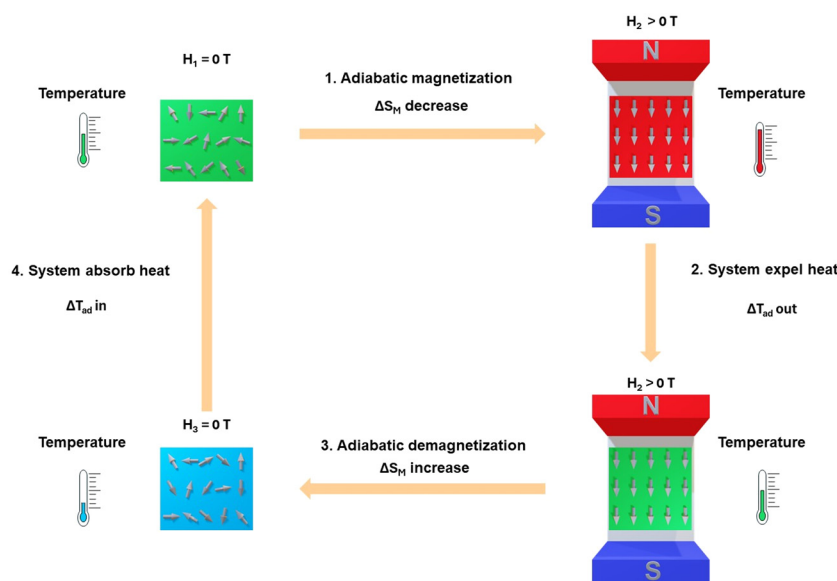 H₁ = 0 T
Temperature
1. Adiabatic magnetization
ΔS_M decrease
H₂ > 0 T
N
S
Temperature
4. System absorb heat
ΔT_ad in
2. System expel heat
ΔT_ad out
H₃ = 0 T
Temperature
3. Adiabatic demagnetization
ΔS_M increase
H₂ > 0 T
N
S
Temperature